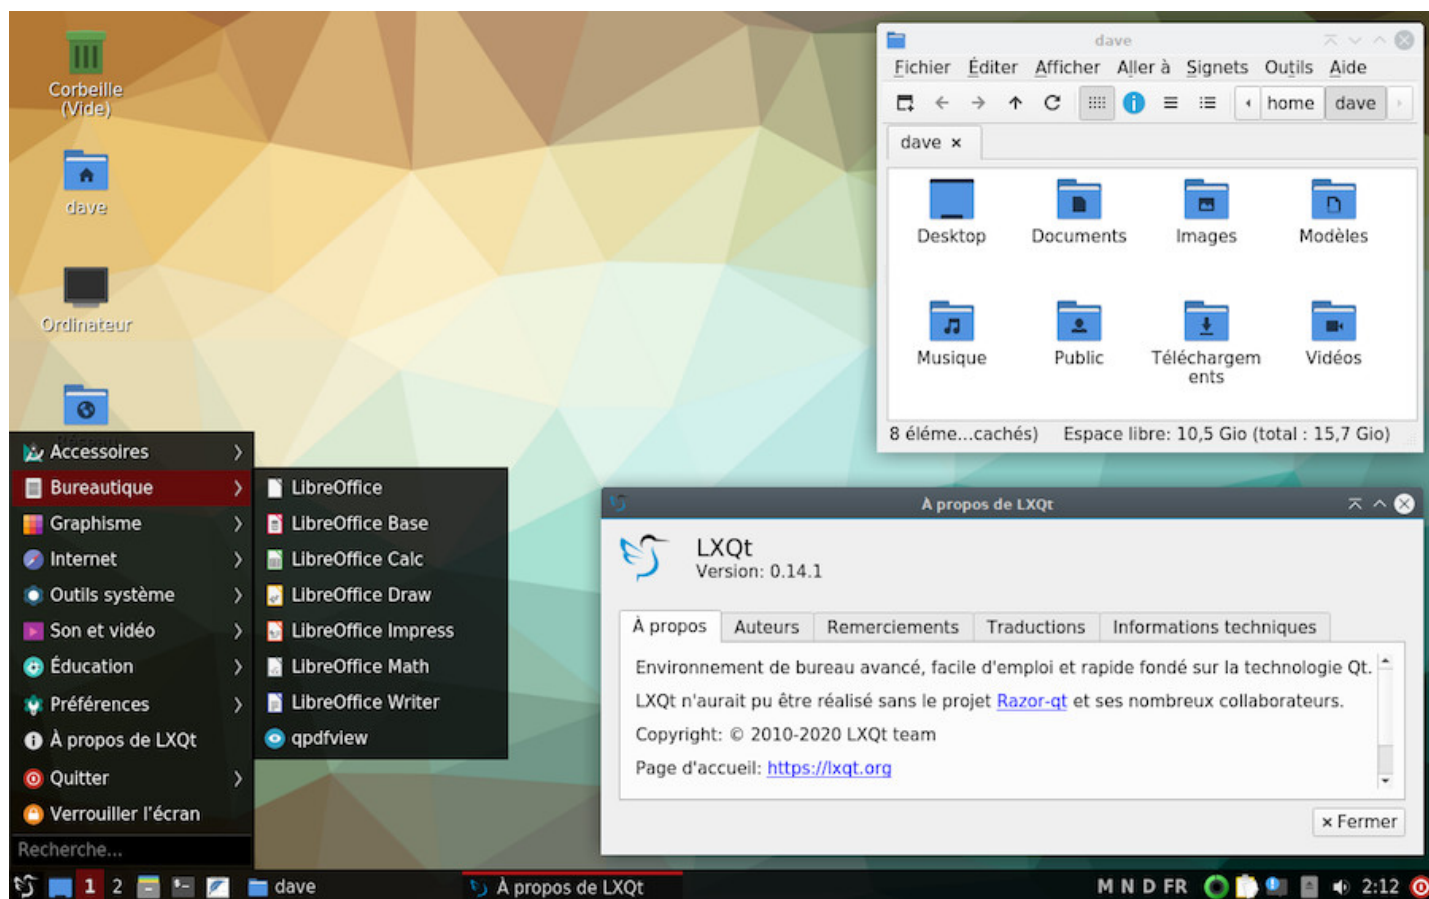 Corbeille
(Vide)
dave
Ordinateur
dave
Fichier Éditer Afficher Aller à Signets Outils Aide
home dave
dave ×
Desktop Documents Images Modèles
Musique Public Téléchargem
ents Vidéos
8 éléme...cachés) Espace libre: 10,5 Gio (total : 15,7 Gio)
Accessoires
Bureautique
Graphisme
Internet
Outils système
Son et vidéo
Éducation
Préférences
À propos de LXQt
Quitter
Verrouiller l'écran
Recherche...
LibreOffice
LibreOffice Base
LibreOffice Calc
LibreOffice Draw
LibreOffice Impress
LibreOffice Math
LibreOffice Writer
qpdfview
À propos de LXQt
LXQt
Version: 0.14.1
À propos Auteurs Remerciements Traductions Informations techniques
Environnement de bureau avancé, facile d'emploi et rapide fondé sur la technologie Qt.
LXQt n'aurait pu être réalisé sans le projet Razor-qt et ses nombreux collaborateurs.
Copyright: © 2010-2020 LXQt team
Page d'accueil: https://lxqt.org
× Fermer
1 2 dave À propos de LXQt M N D FR 2:12